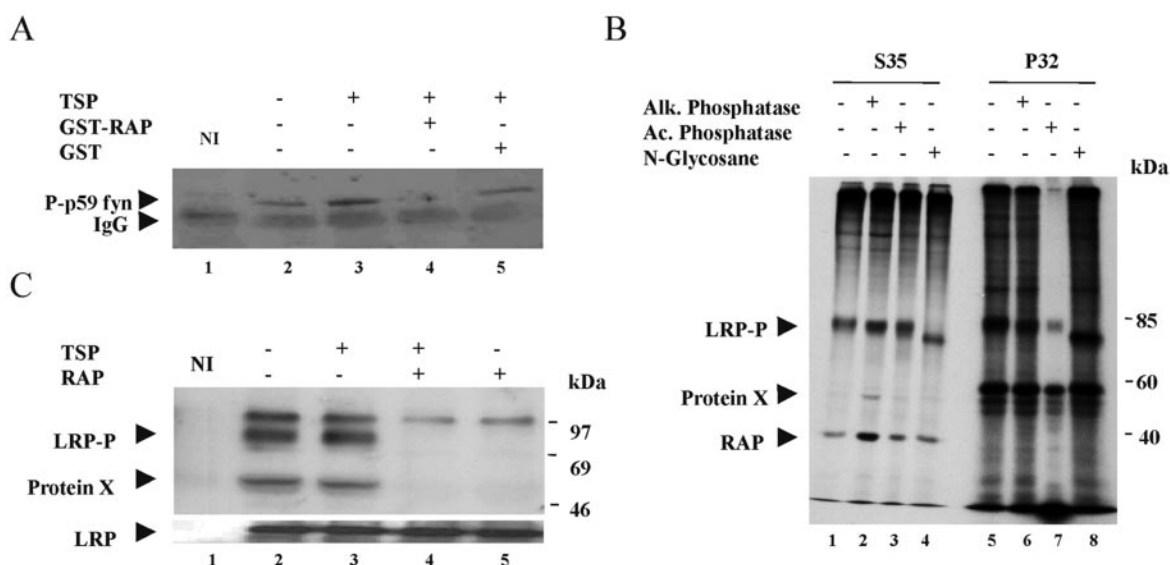 A
TSP - + + +
GST-RAP NI - - + -
GST - - - +
P-p59 fyn
IgG
1 2 3 4 5
B
S35 P32
Alk. Phosphatase - + - - - + - -
Ac. Phosphatase - - + - - - + -
N-Glycosane - - - + - - - +
kDa
LRP-P 85
Protein X 60
RAP 40
1 2 3 4 5 6 7 8
C
TSP - + + -
RAP NI - - + +
kDa
LRP-P 97
69
Protein X
46
LRP
1 2 3 4 5